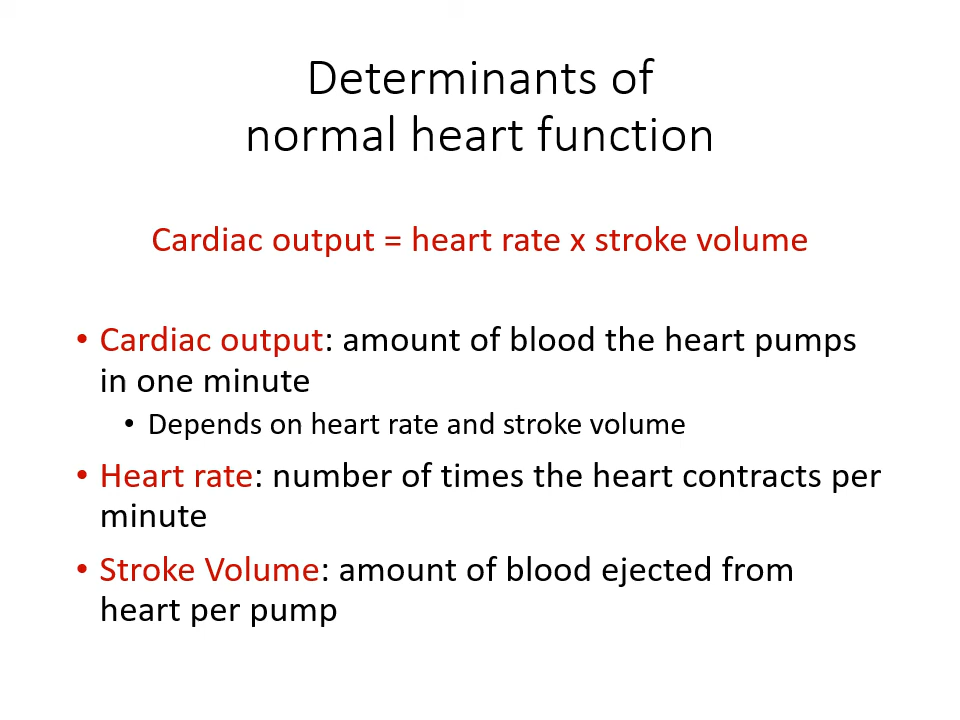 Determinants of
normal heart function
Cardiac output = heart rate x stroke volume
• Cardiac output: amount of blood the heart pumps
in one minute
• Depends on heart rate and stroke volume
• Heart rate: number of times the heart contracts per
minute
• Stroke Volume: amount of blood ejected from
heart per pump